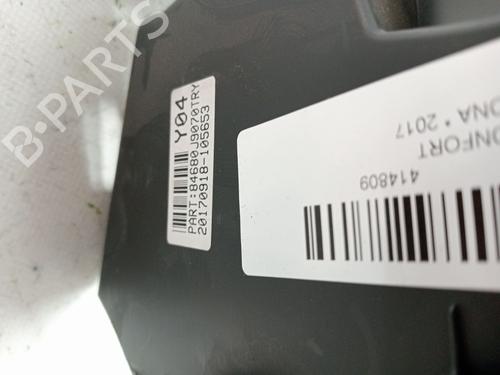 Y04
PART:84680J9070TRY
20170918-105653
ONFORT
ONA * 2017
414809
B-PARTS